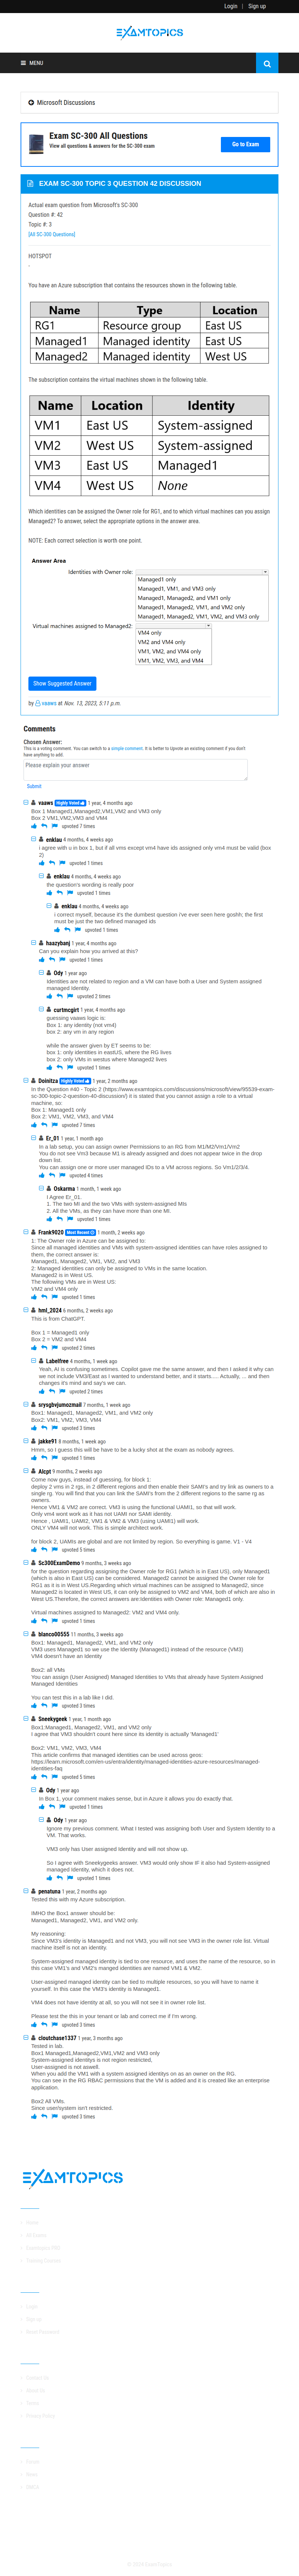 Login | Sign up
EXAMTOPICS
MENU
Microsoft Discussions
Exam SC-300 All Questions
View all questions & answers for the SC-300 exam
Go to Exam
EXAM SC-300 TOPIC 3 QUESTION 42 DISCUSSION
Actual exam question from Microsoft's SC-300
Question #: 42
Topic #: 3
[All SC-300 Questions]
HOTSPOT
-
You have an Azure subscription that contains the resources shown in the following table.
Name Type Location
RG1 Resource group East US
Managed1 Managed identity East US
Managed2 Managed identity West US
The subscription contains the virtual machines shown in the following table.
Name Location Identity
VM1 East US System-assigned
VM2 West US System-assigned
VM3 East US Managed1
VM4 West US None
Which identities can be assigned the Owner role for RG1, and to which virtual machines can you assign
Managed2? To answer, select the appropriate options in the answer area.
NOTE: Each correct selection is worth one point.
Answer Area
Identities with Owner role:
Managed1 only
Managed1, VM1, and VM3 only
Managed1, Managed2, and VM1 only
Managed1, Managed2, VM1, and VM2 only
Managed1, Managed2, VM1, VM2, and VM3 only
Virtual machines assigned to Managed2:
VM4 only
VM2 and VM4 only
VM1, VM2, and VM4 only
VM1, VM2, VM3, and VM4
Show Suggested Answer
by vaaws at Nov. 13, 2023, 5:11 p.m.
Comments
Chosen Answer:
This is a voting comment. You can switch to a simple comment. It is better to Upvote an existing comment if you don't
have anything to add.
Please explain your answer
Submit
vaaws Highly Voted 1 year, 4 months ago
Box 1 Managed1,Managed2,VM1,VM2 and VM3 only
Box 2 VM1,VM2,VM3 and VM4
upvoted 7 times
enklau 4 months, 4 weeks ago
i agree with u in box 1, but if all vms except vm4 have ids assigned only vm4 must be valid (box
2)
upvoted 1 times
enklau 4 months, 4 weeks ago
the question's wording is really poor
upvoted 1 times
enklau 4 months, 4 weeks ago
i correct myself, because it's the dumbest question i've ever seen here goshh; the first
must be just the two defined managed ids
upvoted 1 times
haazybanj 1 year, 4 months ago
Can you explain how you arrived at this?
upvoted 1 times
Ody 1 year ago
Identities are not related to region and a VM can have both a User and System assigned
managed Identity.
upvoted 2 times
curtmcgirt 1 year, 4 months ago
guessing vaaws logic is:
Box 1: any identity (not vm4)
box 2: any vm in any region
while the answer given by ET seems to be:
box 1: only identities in eastUS, where the RG lives
box 2: only vMs in westus where Managed2 lives
upvoted 1 times
Doinitza Highly Voted 1 year, 2 months ago
In the Question #40 - Topic 2 (https://www.examtopics.com/discussions/microsoft/view/95539-exam-
sc-300-topic-2-question-40-discussion/) it is stated that you cannot assign a role to a virtual
machine, so:
Box 1: Managed1 only
Box 2: VM1, VM2, VM3, and VM4
upvoted 7 times
Er_01 1 year, 1 month ago
In a lab setup, you can assign owner Permissions to an RG from M1/M2/Vm1/Vm2
You do not see Vm3 because M1 is already assigned and does not appear twice in the drop
down list.
You can assign one or more user managed IDs to a VM across regions. So Vm1/2/3/4.
upvoted 4 times
Oskarma 1 month, 1 week ago
I Agree Er_01.
1. The two MI and the two VMs with system-assigned MIs
2. All the VMs, as they can have more than one MI.
upvoted 1 times
Frank9020 Most Recent 1 month, 2 weeks ago
1: The Owner role in Azure can be assigned to:
Since all managed identities and VMs with system-assigned identities can have roles assigned to
them, the correct answer is:
Managed1, Managed2, VM1, VM2, and VM3
2: Managed identities can only be assigned to VMs in the same location.
Managed2 is in West US.
The following VMs are in West US:
VM2 and VM4 only
upvoted 1 times
hml_2024 6 months, 2 weeks ago
This is from ChatGPT.
Box 1 = Managed1 only
Box 2 = VM2 and VM4
upvoted 2 times
Labelfree 4 months, 1 week ago
Yeah, AI is confusing sometimes. Copilot gave me the same answer, and then I asked it why can
we not include VM3/East as I wanted to understand better, and it starts..... Actually, ... and then
changes it's mind and starts say's we can.
upvoted 2 times
srysgbvjumozmail 7 months, 1 week ago
Box1: Managed1, Managed2, VM1, and VM2 only
Box2: VM1, VM2, VM3, VM4
upvoted 3 times
jakke91 8 months, 1 week ago
Hmm, so I guess this will be have to be a lucky shot at the exam as nobody agrees.
upvoted 1 times
Alcpt 9 months, 2 weeks ago
Come now guys, instead of guessing, for block 1:
deploy 2 vms in 2 rgs, in 2 different regions and then enable theis SAMI's and try link as owners to a
single rg. You will find that you can link the SAMI's from the 2 different regions to a single rg as
owners.
Hence VM1 & VM2 are correct. VM3 is using the functional UAMI1, so that wont work.
Only vm4 wont work as it has not UAMI nor SAMI identity.
Hence , UAMI1, UAMI2, VM1 & VM2 & VM3 (using UAMI1) will work.
ONLY VM4 will not work. This is simple architect work.
for block 2, UAMIs are global and are not limited by region. So everything is game. V1 - V4
upvoted 5 times
Sc300ExamDemo 9 months, 3 weeks ago
for the question regarding assigning the Owner role for RG1 (which is in East US), only Managed1
(which is also in East US) can be considered. Managed2 cannot be assigned the Owner role for
RG1 as it is in West US.Regarding which virtual machines can be assigned to Managed2, since
Managed2 is located in West US, it can only be assigned to VM2 and VM4, both of which are also in
West US.Therefore, the correct answers are:Identities with Owner role: Managed1 only.
Virtual machines assigned to Managed2: VM2 and VM4 only.
upvoted 1 times
blanco00555 11 months, 3 weeks ago
Box1: Managed1, Managed2, VM1, and VM2 only
VM3 uses Managed1 so we use the Identity (Managed1) instead of the resource (VM3)
VM4 doesn't have an Identity
Box2: all VMs
You can assign (User Assigned) Managed Identities to VMs that already have System Assigned
Managed Identities
You can test this in a lab like I did.
upvoted 3 times
Sneekygeek 1 year, 1 month ago
Box1:Managed1, Managed2, VM1, and VM2 only
I agree that VM3 shouldn't count here since its identity is actually 'Managed1'
Box2: VM1, VM2, VM3, VM4
This article confirms that managed identities can be used across geos:
https://learn.microsoft.com/en-us/entra/identity/managed-identities-azure-resources/managed-
identities-faq
upvoted 5 times
Ody 1 year ago
In Box 1, your comment makes sense, but in Azure it allows you do exactly that.
upvoted 1 times
Ody 1 year ago
Ignore my previous comment. What I tested was assigning both User and System Identity to a
VM. That works.
VM3 only has User assigned Identity and will not show up.
So I agree with Sneekygeeks answer. VM3 would only show IF it also had System-assigned
managed Identity, which it does not.
upvoted 1 times
penatuna 1 year, 2 months ago
Tested this with my Azure subscription.
IMHO the Box1 answer should be:
Managed1, Managed2, VM1, and VM2 only.
My reasoning:
Since VM3's identity is Managed1 and not VM3, you will not see VM3 in the owner role list. Virtual
machine itself is not an identity.
System-assigned managed identity is tied to one resource, and uses the name of the resource, so in
this case VM1's and VM2's manged identities are named VM1 & VM2.
User-assigned managed identity can be tied to multiple resources, so you will have to name it
yourself. In this case the VM3's identity is Managed1.
VM4 does not have identity at all, so you will not see it in owner role list.
Please test the this in your tenant or lab and correct me if I'm wrong.
upvoted 3 times
cloutchase1337 1 year, 3 months ago
Tested in lab.
Box1 Managed1,Managed2,VM1,VM2 and VM3 only
System-assigned identitys is not region restricted,
User-assigned is not aswell.
When you add the VM1 with a system assigned identitys on as an owner on the RG.
You can see in the RG RBAC permissions that the VM is added and it is created like an enterprise
application.
Box2:All VMs.
Since user/system isn't restricted.
upvoted 3 times
EXAMTOPICS